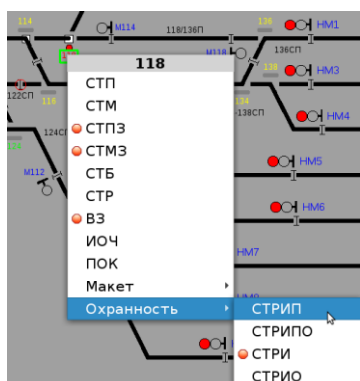 114
М114
118/136П
136
НМ1
118
М118
136СП
138
НМ3
СТП
122СП
118
СТМ
134
СТПЗ
-138СП
НМ4
124СП
СТМЗ
СТБ
НМ5
М112
СТР
ВЗ
НМ6
ИОЧ
ПОК
НМ7
Макет
Охранность
СТРИП
СТРИПО
СТРИ
СТРИО